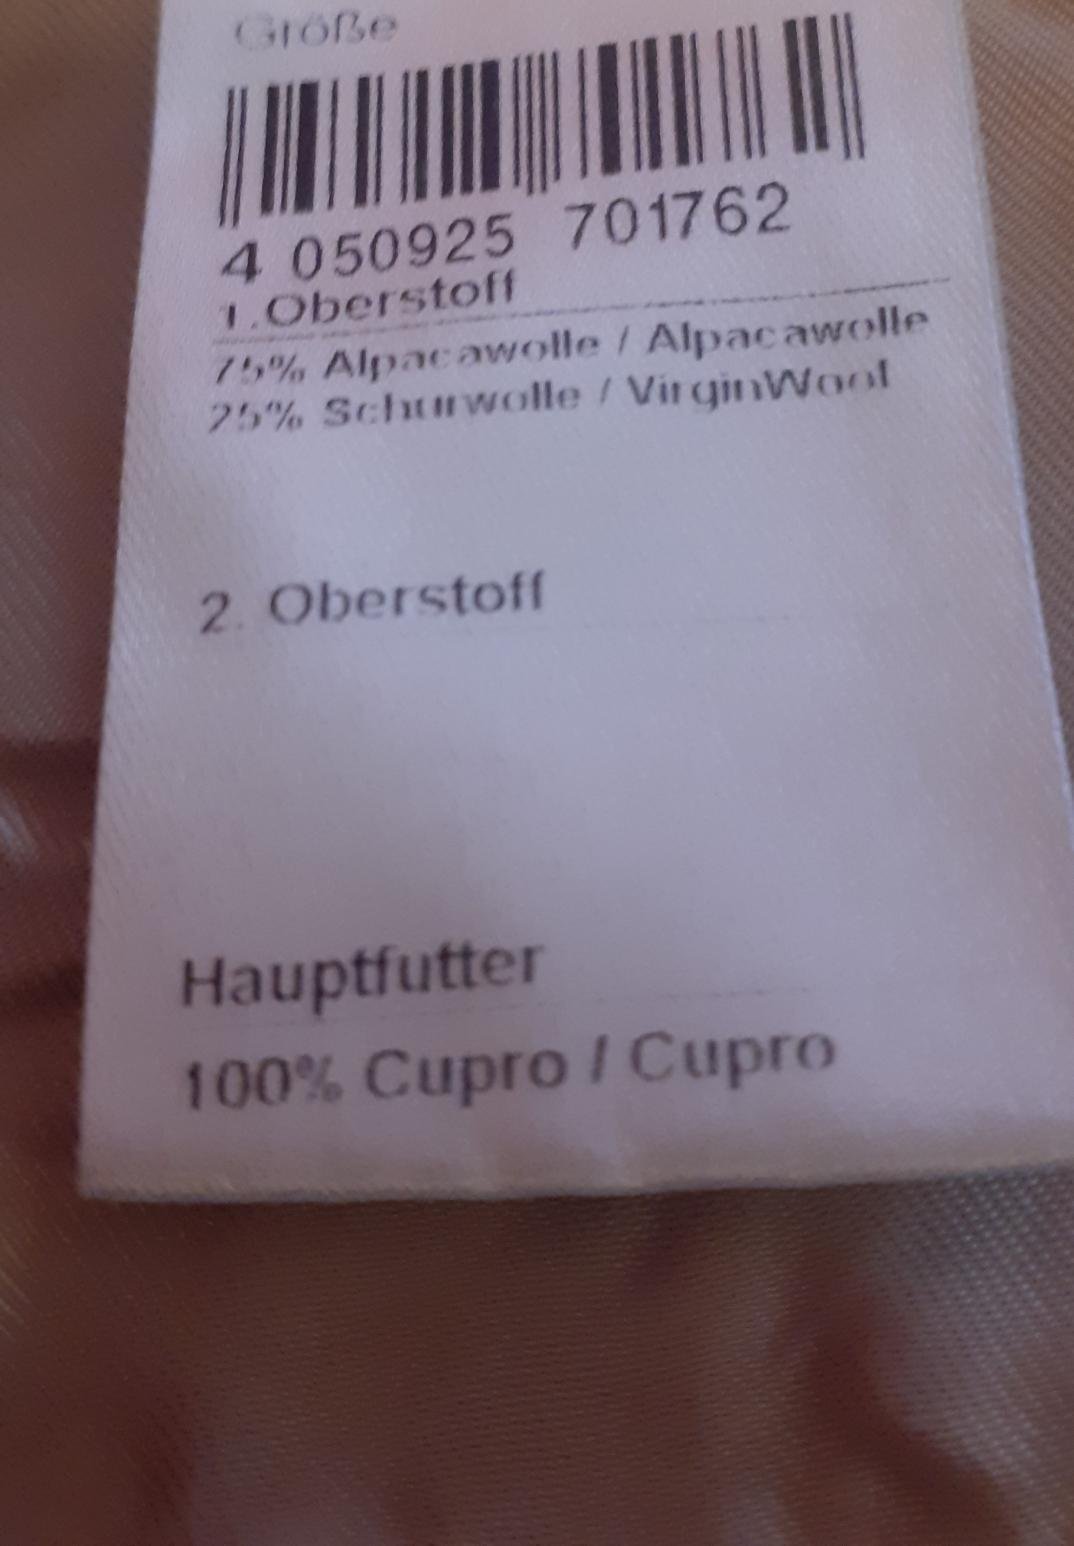 Größe
4 050925 701762
1.Oberstoff
75% Alpacawolle / Alpacawolle
25% Schurwolle / VirginWool
2. Oberstoff
Hauptfutter
100% Cupro / Cupro